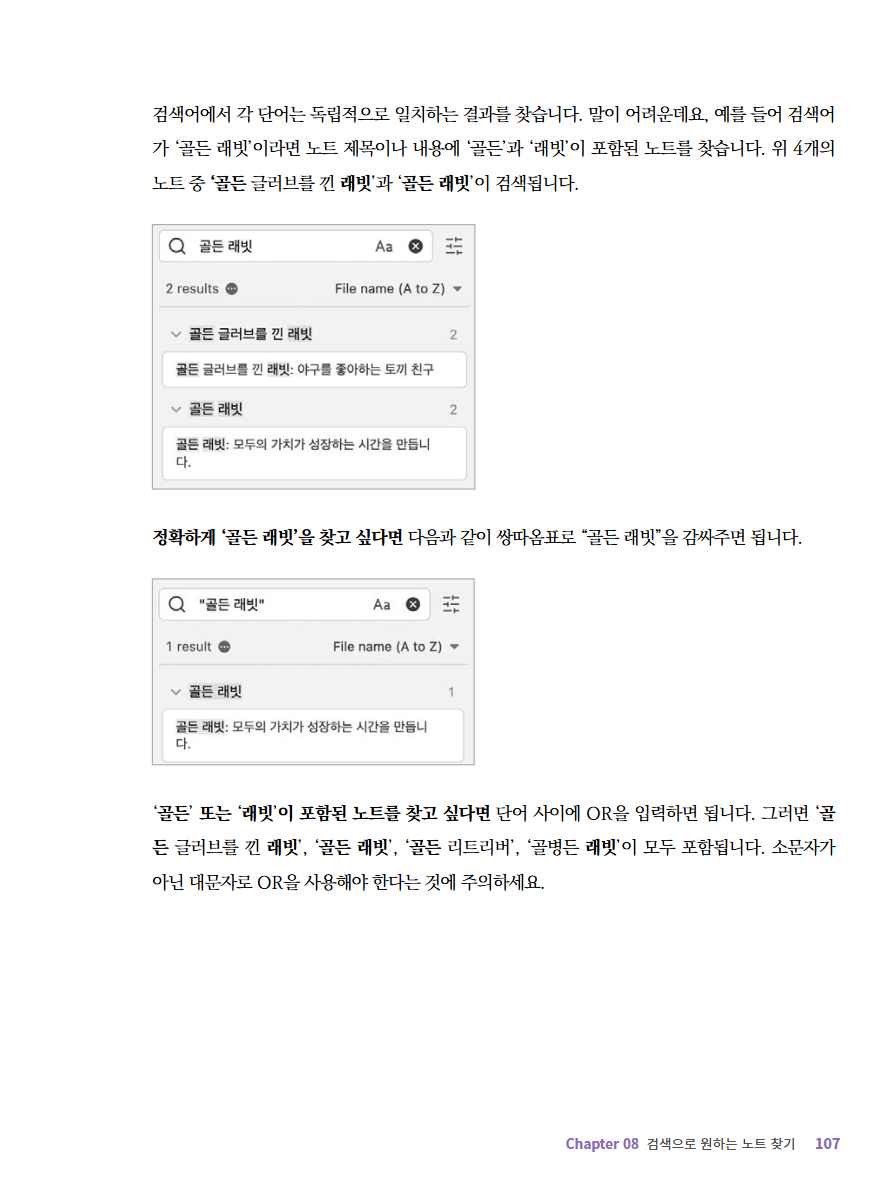 검색어에서 각 단어는 독립적으로 일치하는 결과를 찾습니다. 말이 어려운데요, 예를 들어 검색어
가 ‘골든 래빗’이라면 노트 제목이나 내용에 ‘골든’과 ‘래빗’이 포함된 노트를 찾습니다. 위 4개의
노트 중 ‘골든 글러브를 낀 래빗’과 ‘골든 래빗’이 검색됩니다.
골든 래빗 Aa
2 results File name (A to Z)
골든 글러브를 낀 래빗 2
골든 글러브를 낀 래빗: 야구를 좋아하는 토끼 친구
골든 래빗 2
골든 래빗: 모두의 가치가 성장하는 시간을 만듭니
다.
정확하게 ‘골든 래빗’을 찾고 싶다면 다음과 같이 쌍따옴표로 “골든 래빗”을 감싸주면 됩니다.
"골든 래빗" Aa
1 result File name (A to Z)
골든 래빗 1
골든 래빗: 모두의 가치가 성장하는 시간을 만듭니
다.
‘골든’ 또는 ‘래빗’이 포함된 노트를 찾고 싶다면 단어 사이에 OR을 입력하면 됩니다. 그러면 ‘골
든 글러브를 낀 래빗’, ‘골든 래빗’, ‘골든 리트리버’, ‘골병든 래빗’이 모두 포함됩니다. 소문자가
아닌 대문자로 OR을 사용해야 한다는 것에 주의하세요.
Chapter 08 검색으로 원하는 노트 찾기 107